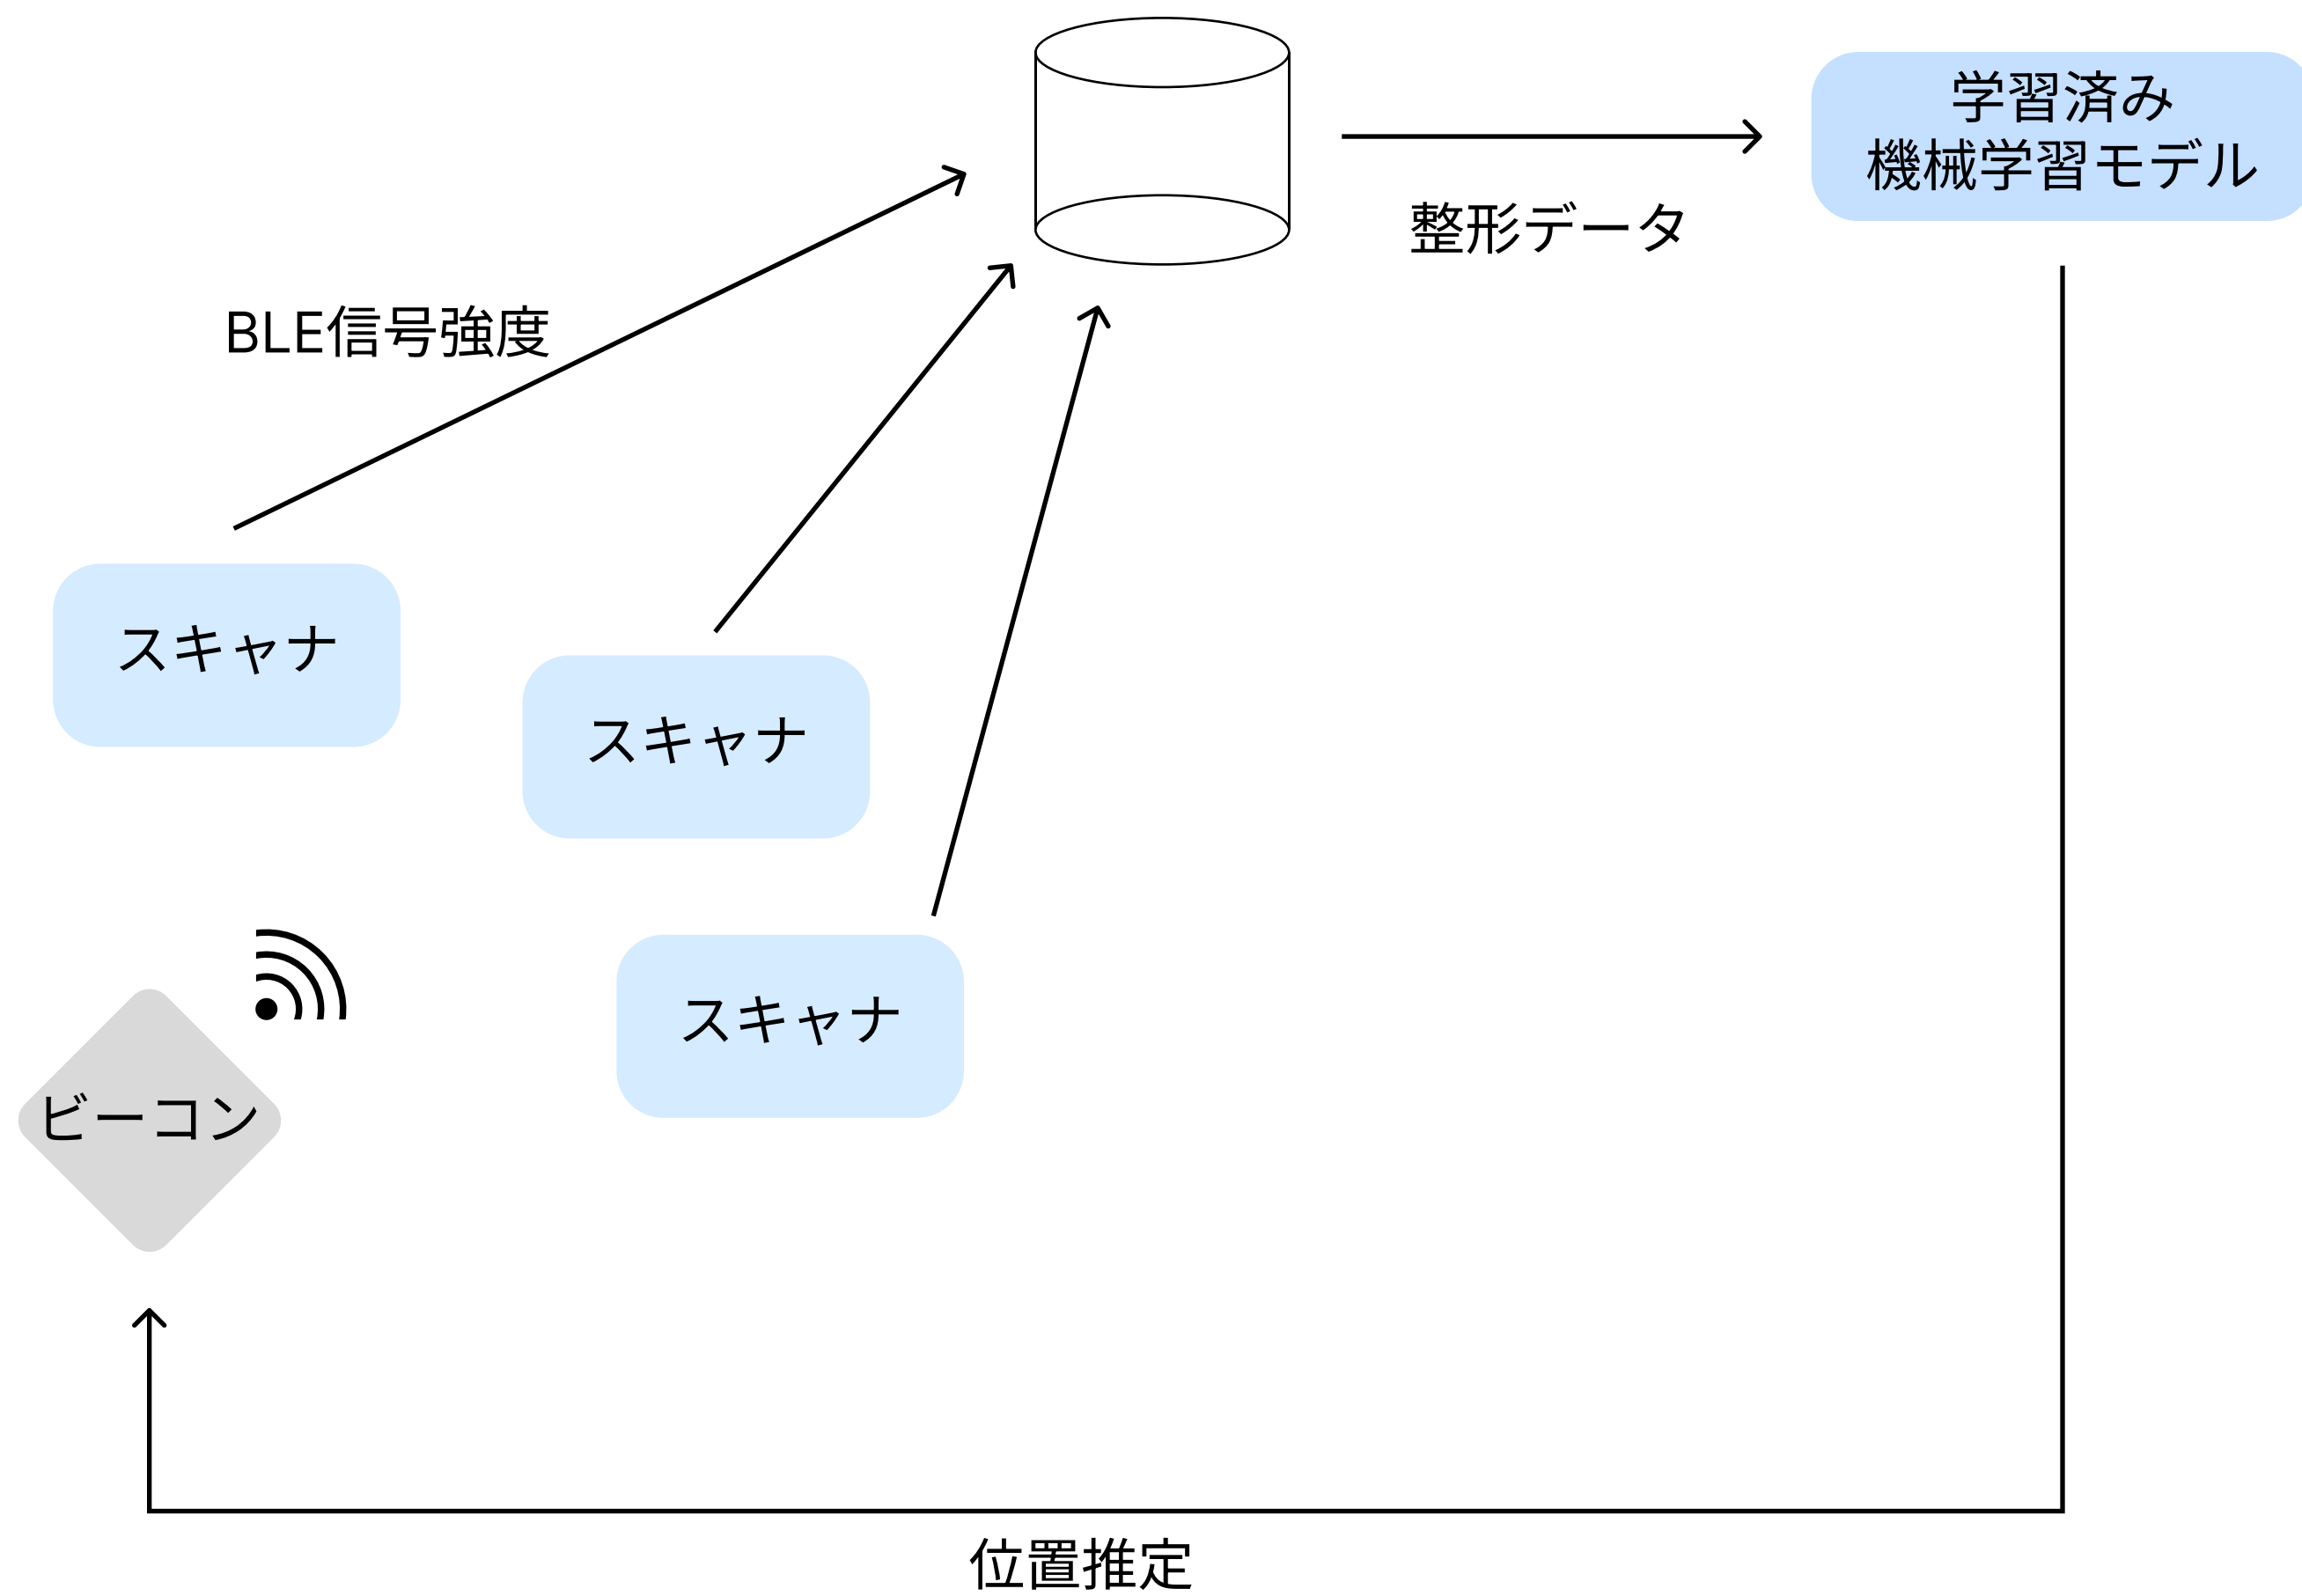 学習済み
機械学習モデル
整形データ
BLE信号強度
スキャナ
スキャナ
スキャナ
ビーコン
位置推定